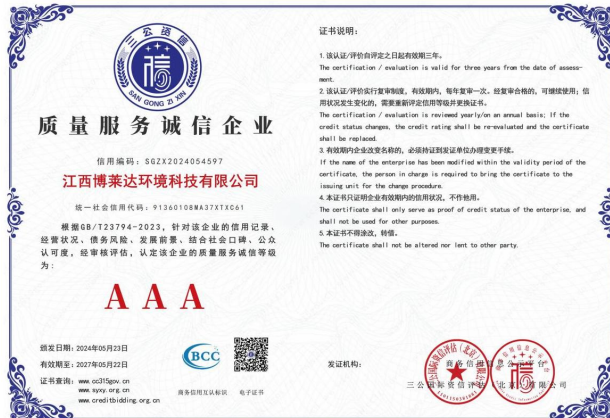 三公资信
信
SAN GONG ZI XIN
质量服务诚信企业
信用编码：SGZX2024054597
江西博莱达环境科技有限公司
统一社会信用代码：91360108MA37XTXC61
根据GB/T23794-2023，针对该企业的信用记录、
经营状况、债务风险、发展前景、结合社会口碑、公众
认可度，经审核评估，认定该企业的质量服务诚信等级
为：
AAA
颁发日期：2024年05月23日
有效期至：2027年05月22日
证书查询：www.cc315gov.cn
www.syxy.org.cn
www.creditbidding.org.cn
BCC
商务信用互认标识
电子证书
证书说明：
1.该认证/评价自评定之日起有效期三年。
The certification / evaluation is valid for three years from the date of assess-
ment.
2.该认证/评价实行复审制度，有效期内，每年复审一次。经复审合格的，可继续使用；信
用状况发生变化的，需要重新评定信用等级并更换证书。
The certification / evaluation is reviewed yearly/on an annual basis; If the
credit status changes, the credit rating shall be re-evaluated and the certificate
shall be replaced.
3.有效期内企业改变名称的，必须持证到发证单位办理变更手续。
If the name of the enterprise has been modified within the validity period of the
certificate, the person in charge is required to bring the certificate to the
issuing unit for the change procedure.
4.本证书只证明企业有效期内的信用状况，不作他用。
The certificate shall only serve as proof of credit status of the enterprise, and
shall not be used for other purposes.
5.本证书不得涂改，转借。
The certificate shall not be altered nor lent to other party.
发证机构：
商务信用信息公示平台
三公国际资信评估（北京）有限公司